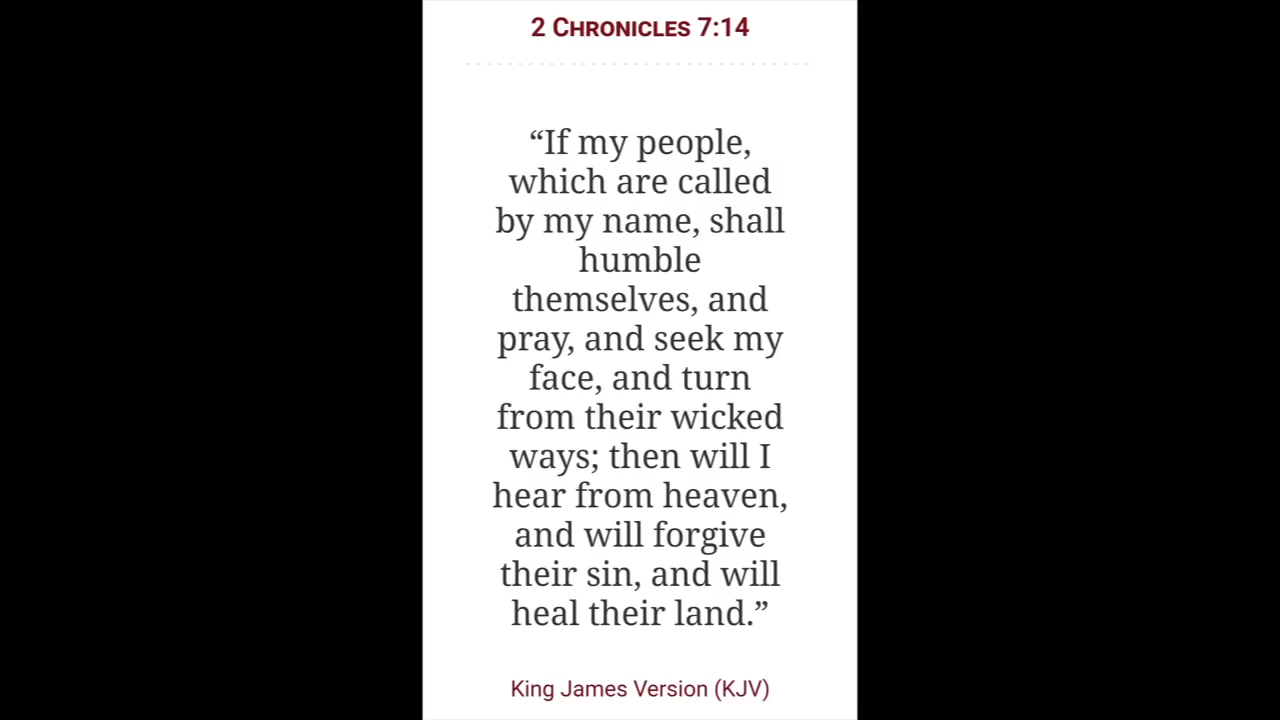 2 Chronicles 7:14
“If my people,
which are called
by my name, shall
humble
themselves, and
pray, and seek my
face, and turn
from their wicked
ways; then will I
hear from heaven,
and will forgive
their sin, and will
heal their land.”
King James Version (KJV)